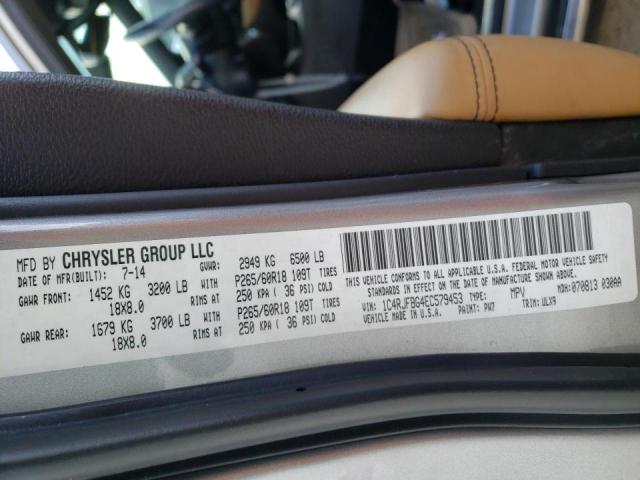 MFD BY CHRYSLER GROUP LLC
DATE OF MFR(BUILT): 7-14 GVWR: 2949 KG 6500 LB
GAWR FRONT: 1452 KG 3200 LB WITH P265/60R18 109T TIRES
18X8.0 RIMS AT 250 KPA ( 36 PSI) COLD
GAWR REAR: 1679 KG 3700 LB WITH P265/60R18 109T TIRES
18X8.0 RIMS AT 250 KPA ( 36 PSI) COLD
THIS VEHICLE CONFORMS TO ALL APPLICABLE U.S.A. FEDERAL MOTOR VEHICLE SAFETY
STANDARDS IN EFFECT ON THE DATE OF MANUFACTURE SHOWN ABOVE.
VIN: 1C4RJFBG4EC579453 TYPE: MPV MDH: 070813 030AA
VEHICLE MADE IN U.S.A. PAINT: PW7 TRIM: ULX9